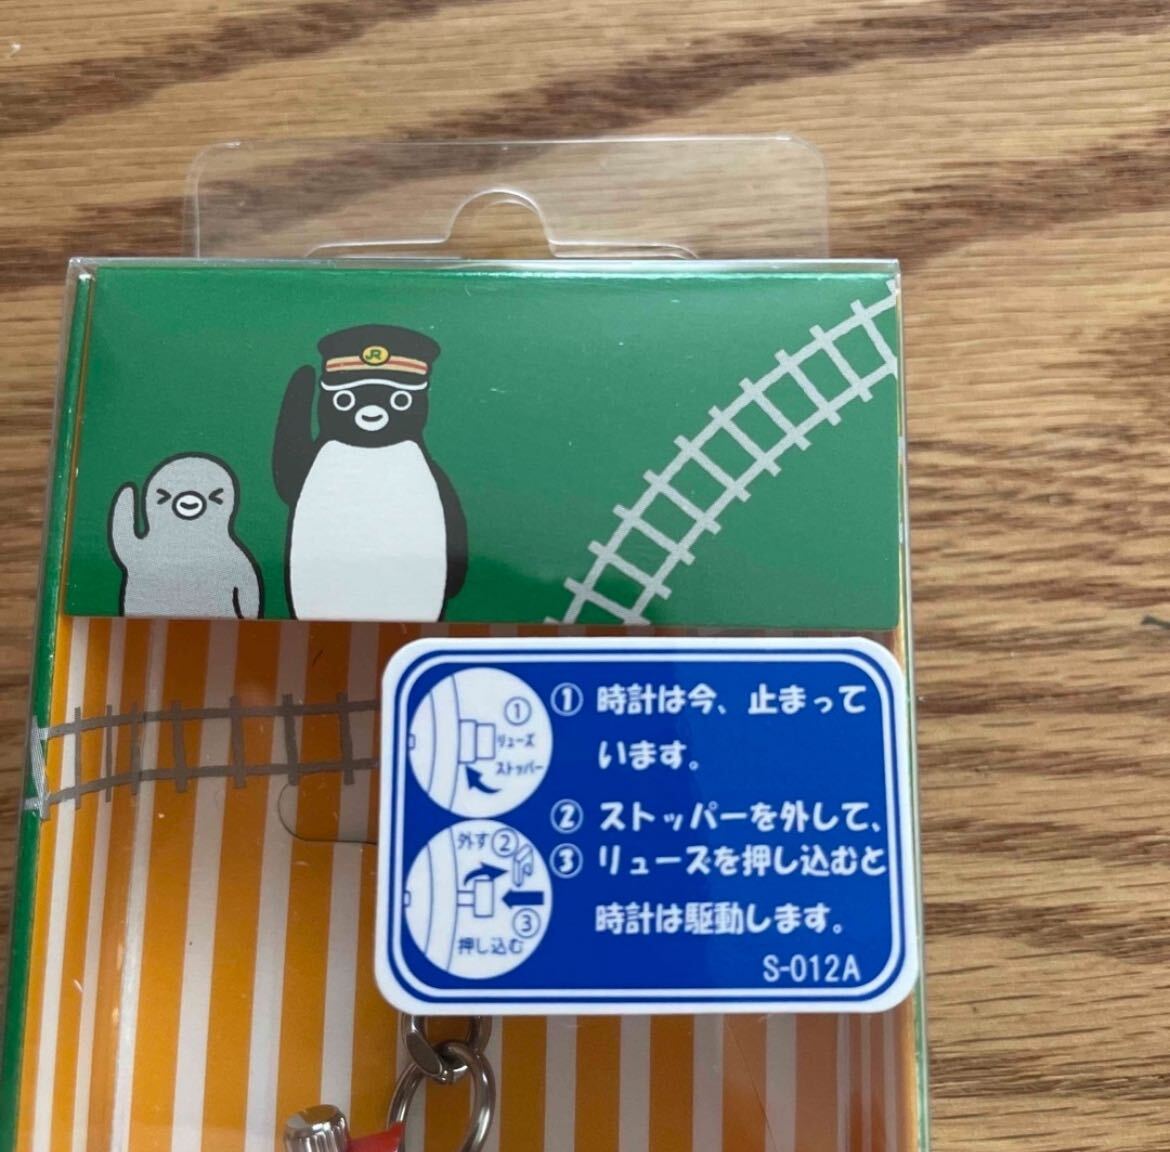 JR
① 時計は今、止まって
います。
② ストッパーを外して、
③ リューズを押し込むと
時計は駆動します。
S-012A
①
リューズ
ストッパー
外す②
③
押し込む